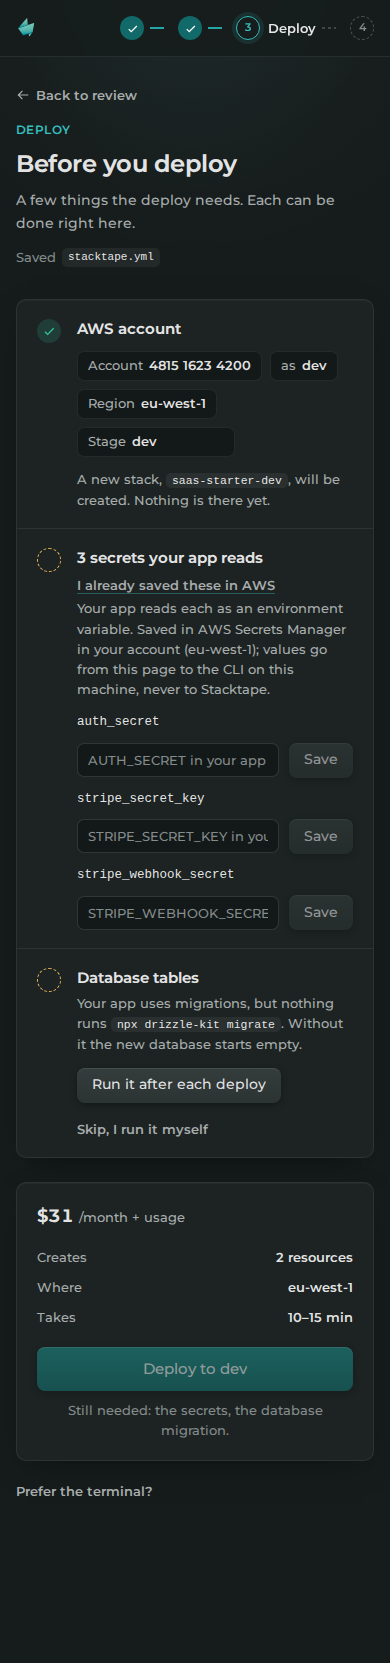 3 Deploy 4
← Back to review
DEPLOY
Before you deploy
A few things the deploy needs. Each can be
done right here.
Saved stacktape.yml
AWS account
Account 4815 1623 4200 as dev
Region eu-west-1
Stage dev
A new stack, saas-starter-dev, will be
created. Nothing is there yet.
3 secrets your app reads
I already saved these in AWS
Your app reads each as an environment
variable. Saved in AWS Secrets Manager
in your account (eu-west-1); values go
from this page to the CLI on this
machine, never to Stacktape.
auth_secret
AUTH_SECRET in your app Save
stripe_secret_key
STRIPE_SECRET_KEY in you Save
stripe_webhook_secret
STRIPE_WEBHOOK_SECRE Save
Database tables
Your app uses migrations, but nothing
runs npx drizzle-kit migrate. Without
it the new database starts empty.
Run it after each deploy
Skip, I run it myself
$31 /month + usage
Creates 2 resources
Where eu-west-1
Takes 10–15 min
Deploy to dev
Still needed: the secrets, the database
migration.
Prefer the terminal?